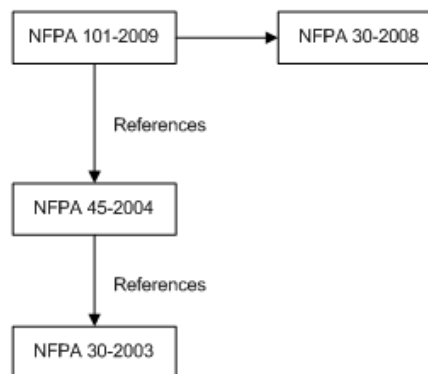 NFPA 101-2009
NFPA 30-2008
References
NFPA 45-2004
References
NFPA 30-2003